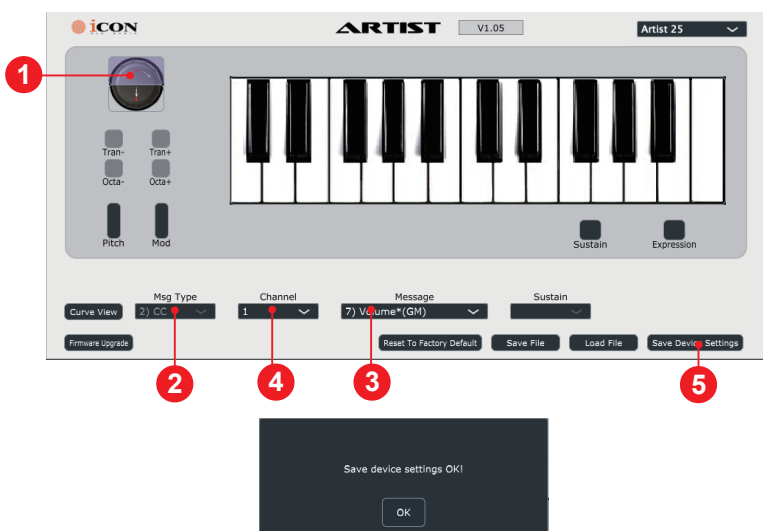 icon
ARTIST
V1.05
Artist 25
1
Tran-
Tran+
Octa-
Octa+
Pitch
Mod
Sustain
Expression
Msg Type
Channel
Message
Sustain
Curve View
2) CC
1
7) Volume*(GM)
Firmware Upgrade
Reset To Factory Default
Save File
Load File
Save Device Settings
2
4
3
5
Save device settings OK!
OK